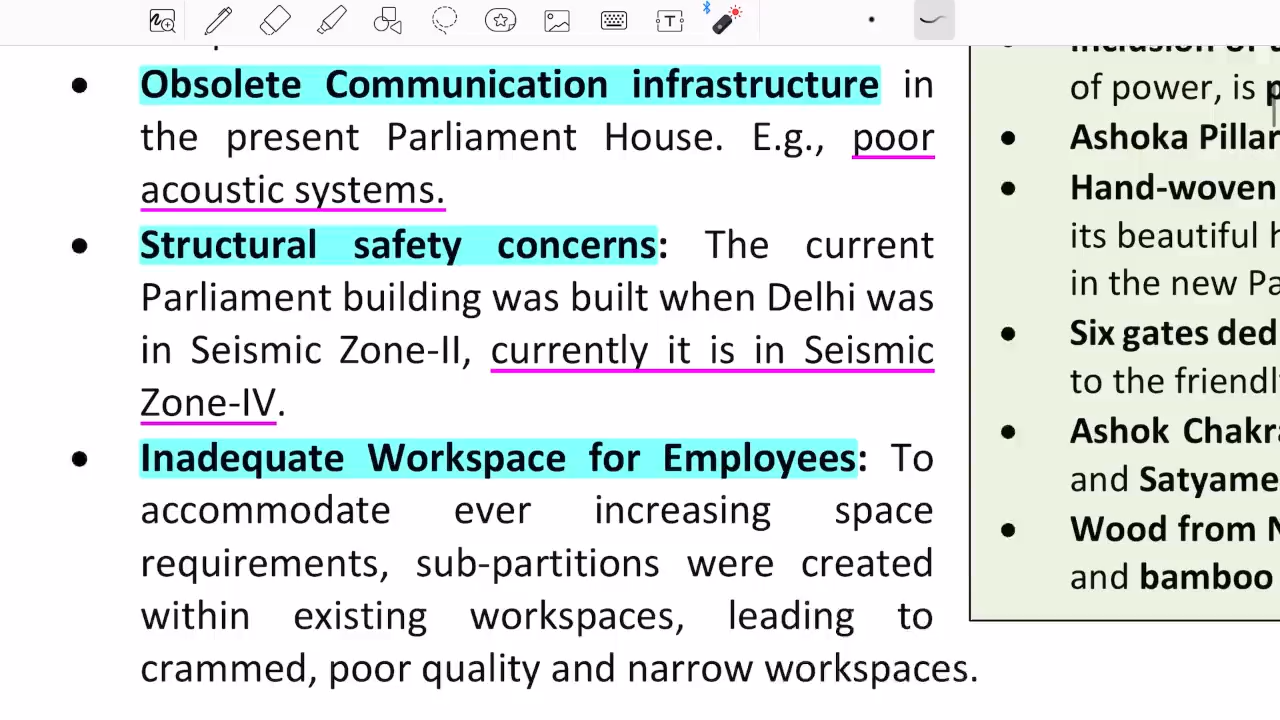 • Obsolete Communication infrastructure in
the present Parliament House. E.g., poor
acoustic systems.
• Structural safety concerns: The current
Parliament building was built when Delhi was
in Seismic Zone-II, currently it is in Seismic
Zone-IV.
• Inadequate Workspace for Employees: To
accommodate ever increasing space
requirements, sub-partitions were created
within existing workspaces, leading to
crammed, poor quality and narrow workspaces.
of power, is
• Ashoka Pillar
• Hand-woven
its beautiful
in the new
• Six gates
to the
• Ashok
and
• Wood from
and bamboo